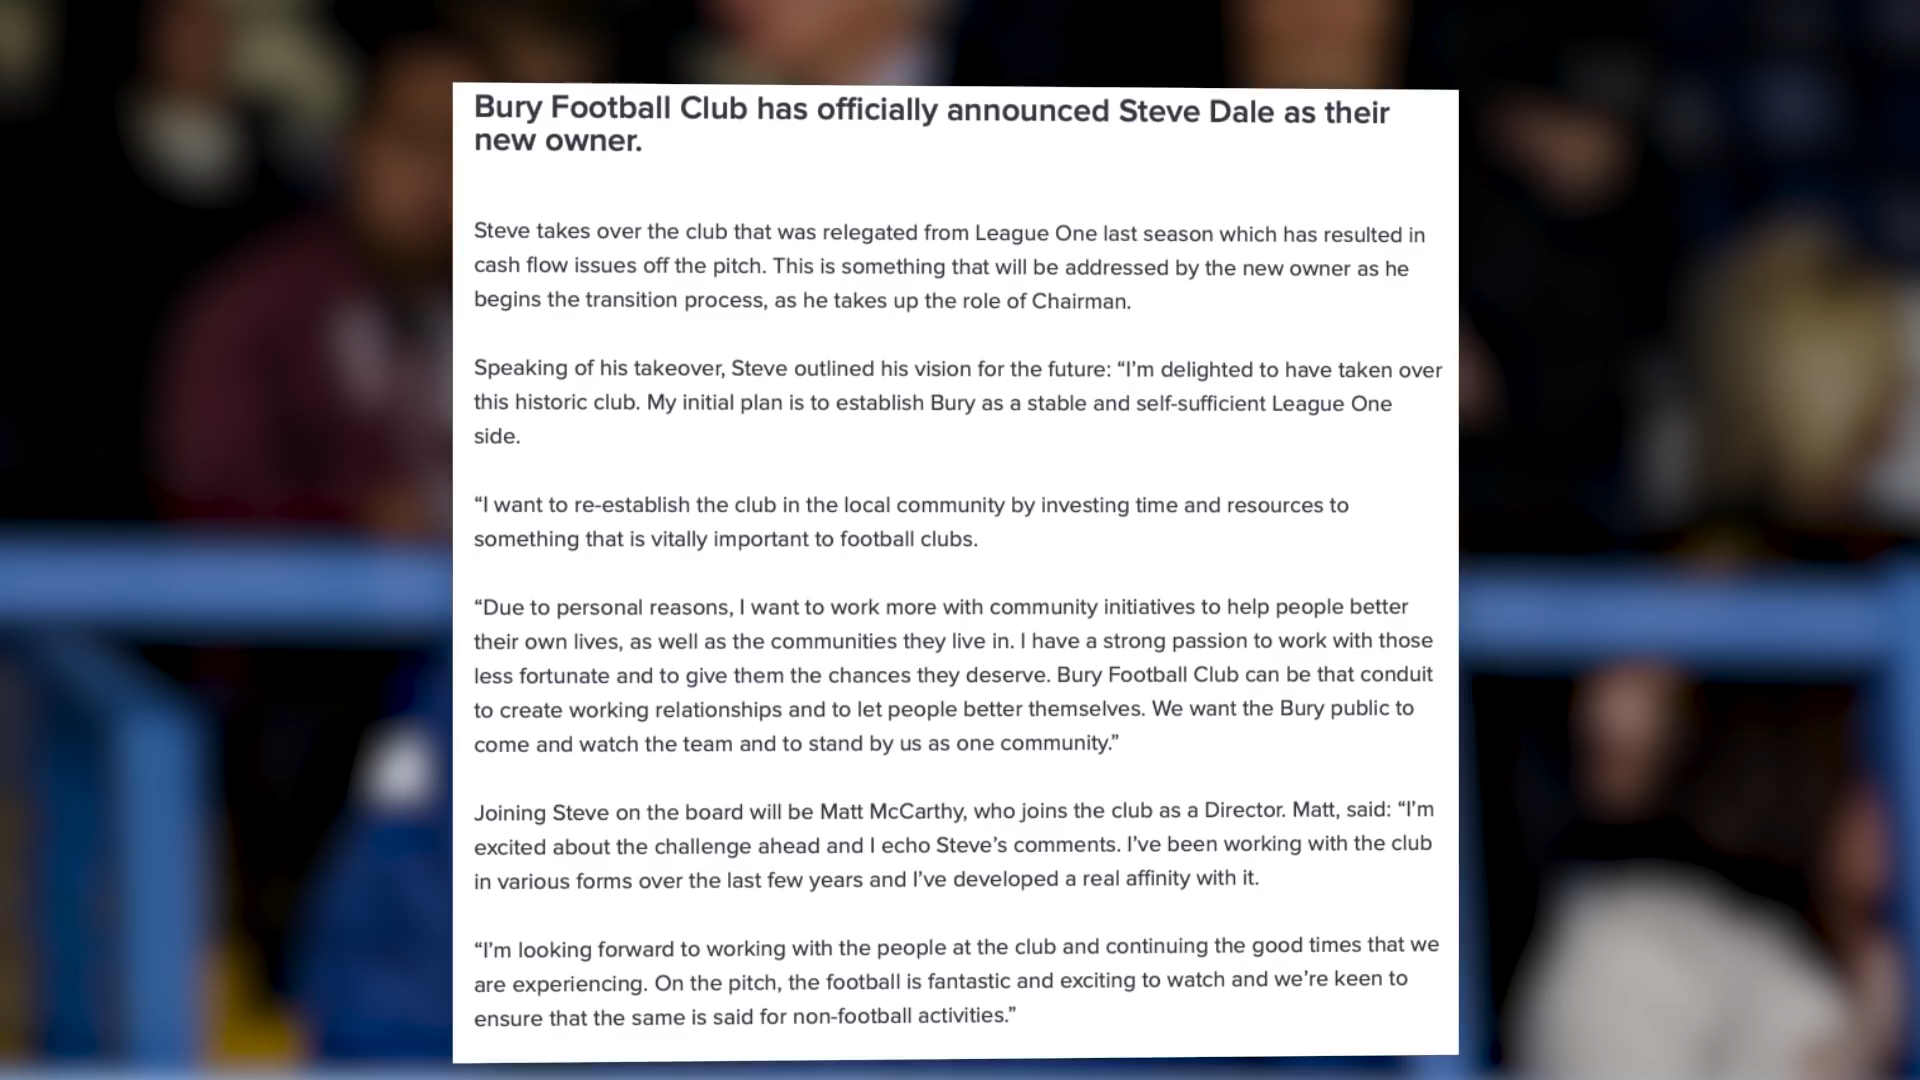 Bury Football Club has officially announced Steve Dale as their
new owner.
Steve takes over the club that was relegated from League One last season which has resulted in
cash flow issues off the pitch. This is something that will be addressed by the new owner as he
begins the transition process, as he takes up the role of Chairman.
Speaking of his takeover, Steve outlined his vision for the future: “I’m delighted to have taken over
this historic club. My initial plan is to establish Bury as a stable and self-sufficient League One
side.
“I want to re-establish the club in the local community by investing time and resources to
something that is vitally important to football clubs.
“Due to personal reasons, I want to work more with community initiatives to help people better
their own lives, as well as the communities they live in. I have a strong passion to work with those
less fortunate and to give them the chances they deserve. Bury Football Club can be that conduit
to create working relationships and to let people better themselves. We want the Bury public to
come and watch the team and to stand by us as one community.”
Joining Steve on the board will be Matt McCarthy, who joins the club as a Director. Matt, said: “I’m
excited about the challenge ahead and I echo Steve’s comments. I’ve been working with the club
in various forms over the last few years and I’ve developed a real affinity with it.
“I’m looking forward to working with the people at the club and continuing the good times that we
are experiencing. On the pitch, the football is fantastic and exciting to watch and we’re keen to
ensure that the same is said for non-football activities.”